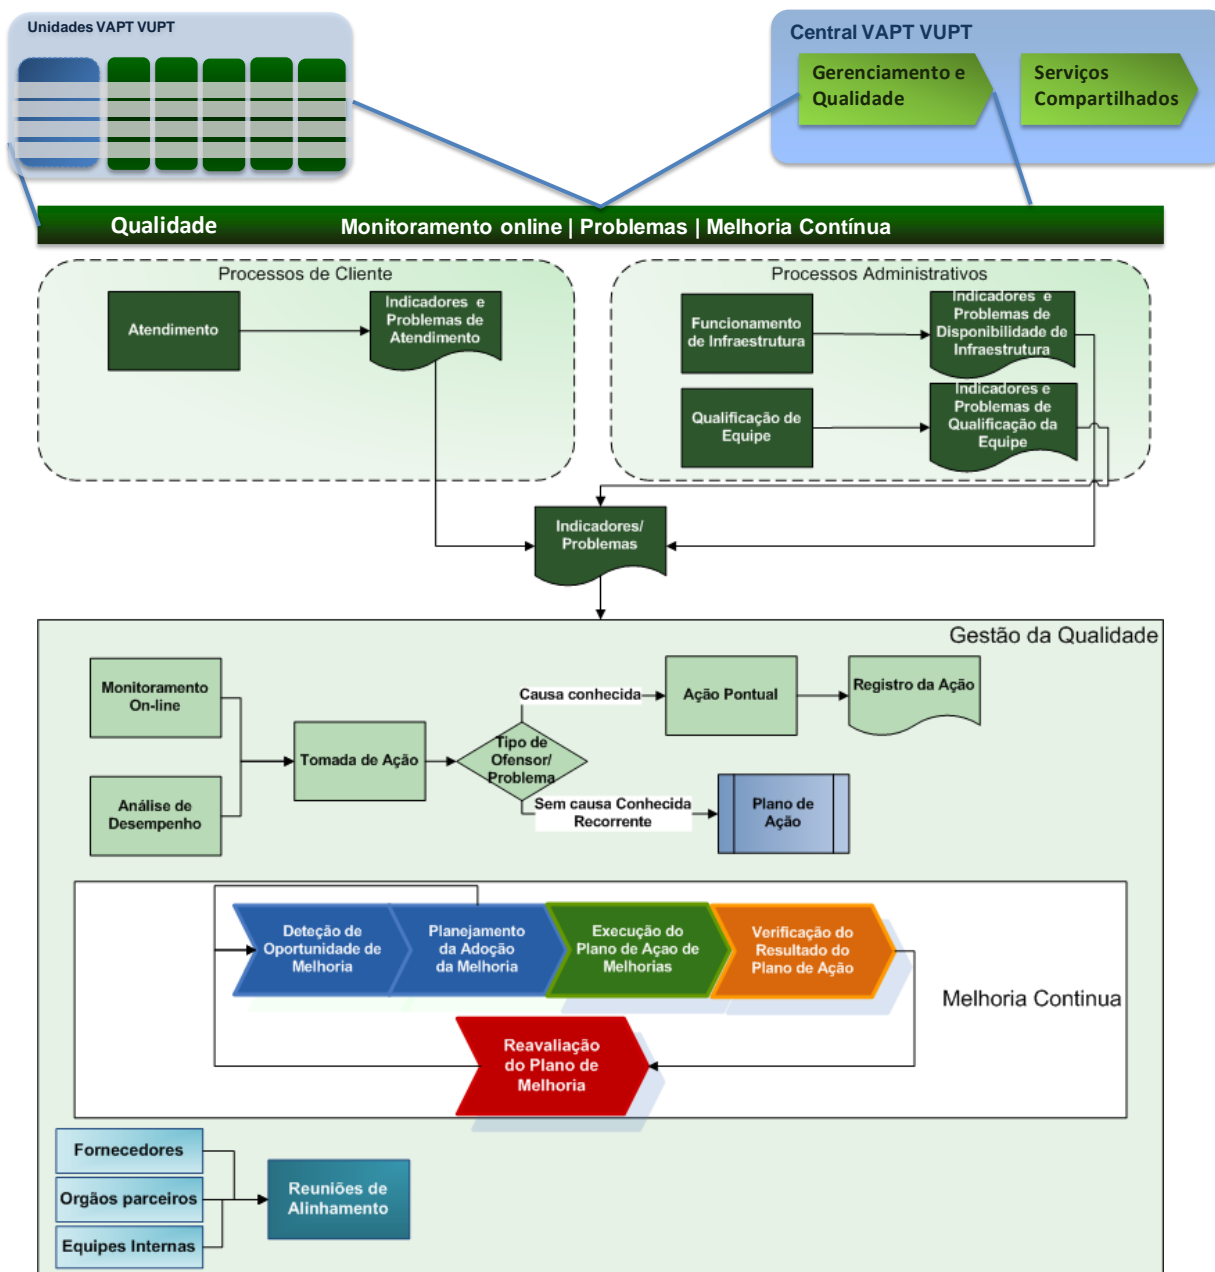 Unidades VAPT VUPT
Central VAPT VUPT
Gerenciamento e
Qualidade
Serviços
Compartilhados
Qualidade
Monitoramento online | Problemas | Melhoria Contínua
Processos de Cliente
Atendimento
Indicadores e
Problemas de
Atendimento
Processos Administrativos
Funcionamento
de Infraestrutura
Indicadores e
Problemas de
Disponibilidade de
Infraestrutura
Qualificação de
Equipe
Indicadores e
Problemas de
Qualificação da
Equipe
Indicadores/
Problemas
Gestão da Qualidade
Monitoramento
On-line
Análise de
Desempenho
Tomada de Ação
Tipo de
Ofensor/
Problema
Causa conhecida
Ação Pontual
Registro da Ação
Sem causa Conhecida
Recorrente
Plano de
Ação
Deteção de
Oportunidade de
Melhoria
Planejamento
da Adoção
da Melhoria
Execução do
Plano de Açao de
Melhorias
Verificação do
Resultado do
Plano de Ação
Melhoria Continua
Reavaliação
do Plano de
Melhoria
Fornecedores
Orgãos parceiros
Equipes Internas
Reuniões de
Alinhamento